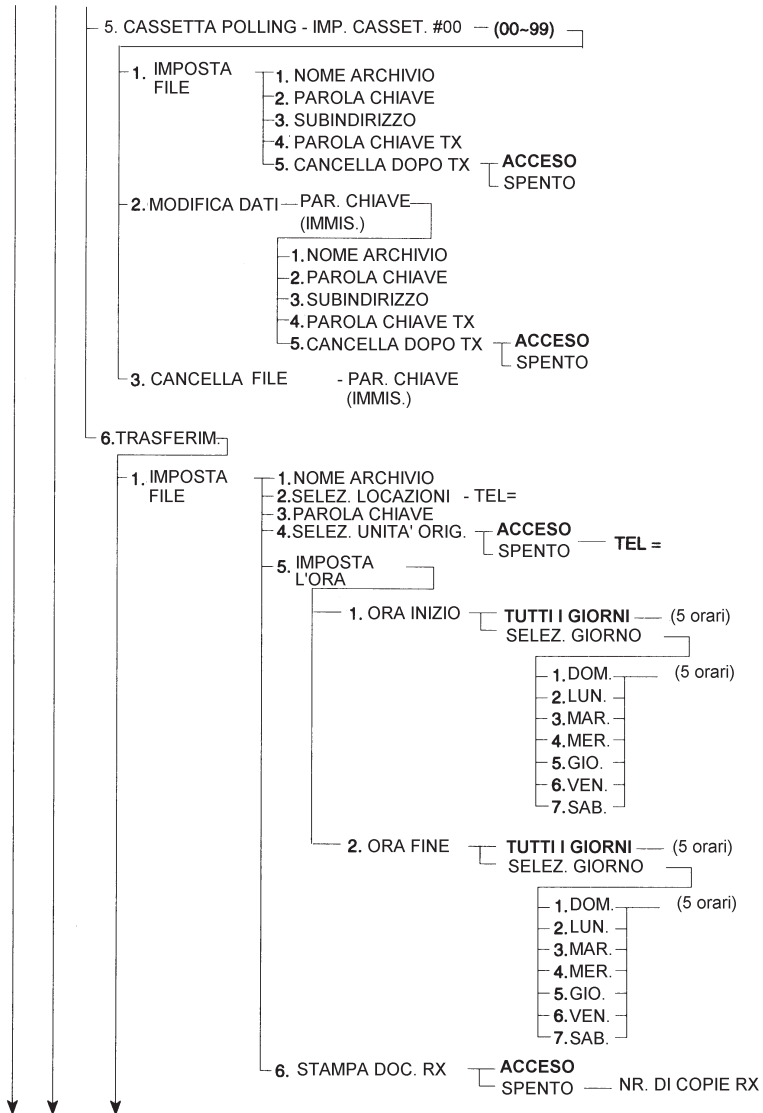 5. CASSETTA POLLING - IMP. CASSET. #00 (00~99)
1. IMPOSTA
FILE
1. NOME ARCHIVIO
2. PAROLA CHIAVE
3. SUBINDIRIZZO
4. PAROLA CHIAVE TX
5. CANCELLA DOPO TX ACCESO
SPENTO
2. MODIFICA DATI PAR. CHIAVE
(IMMIS.)
1. NOME ARCHIVIO
2. PAROLA CHIAVE
3. SUBINDIRIZZO
4. PAROLA CHIAVE TX
5. CANCELLA DOPO TX ACCESO
SPENTO
3. CANCELLA FILE - PAR. CHIAVE
(IMMIS.)
6. TRASFERIM.
1. IMPOSTA
FILE
1. NOME ARCHIVIO
2. SELEZ. LOCAZIONI - TEL=
3. PAROLA CHIAVE
4. SELEZ. UNITA' ORIG. ACCESO
SPENTO TEL =
5. IMPOSTA
L'ORA
1. ORA INIZIO TUTTI I GIORNI (5 orari)
SELEZ. GIORNO
1. DOM. (5 orari)
2. LUN.
3. MAR.
4. MER.
5. GIO.
6. VEN.
7. SAB.
2. ORA FINE TUTTI I GIORNI (5 orari)
SELEZ. GIORNO
1. DOM. (5 orari)
2. LUN.
3. MAR.
4. MER.
5. GIO.
6. VEN.
7. SAB.
6. STAMPA DOC. RX ACCESO
SPENTO NR. DI COPIE RX